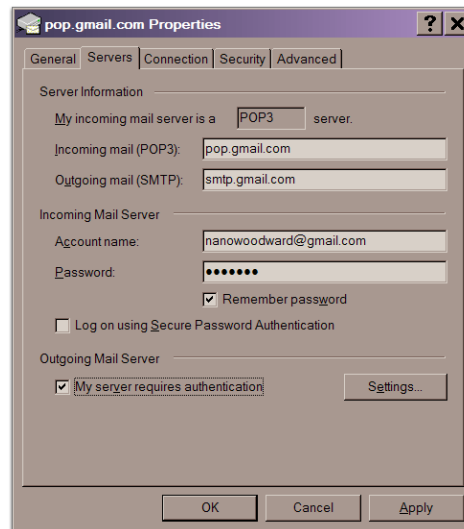 pop.gmail.com Properties
General Servers Connection Security Advanced
Server Information
My incoming mail server is a POP3 server.
Incoming mail (POP3): pop.gmail.com
Outgoing mail (SMTP): smtp.gmail.com
Incoming Mail Server
Account name: nanowoodward@gmail.com
Password: •••••••
Remember password
Log on using Secure Password Authentication
Outgoing Mail Server
My server requires authentication Settings...
OK Cancel Apply